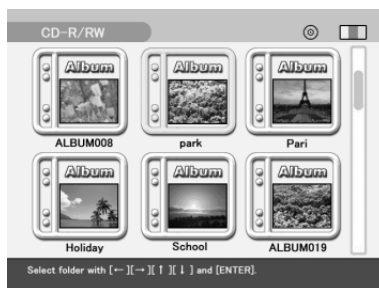 CD-R/RW
Album Album Album
ALBUM008 park Pari
Album Album Album
Holiday School ALBUM019
Select folder with [←][→][↑][↓] and [ENTER].